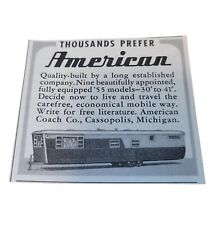 THOUSANDS PREFER
American
Quality-built by a long established
company. Nine beautifully appointed,
fully equipped '55 models—30' to 41'.
Decide now to live and travel the
carefree, economical mobile way.
Write for free literature. American
Coach Co., Cassopolis, Michigan.